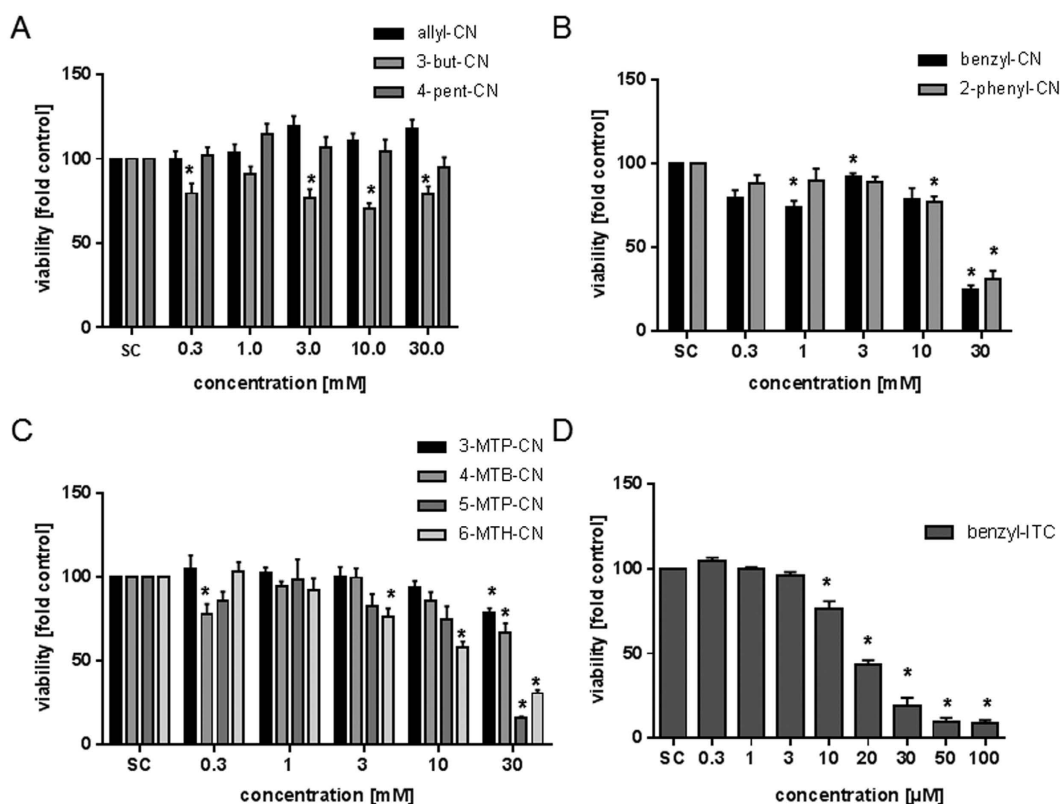 A
allyl-CN
3-but-CN
4-pent-CN
viability [fold control]
150
100
50
0
SC 0.3 1.0 3.0 10.0 30.0
* * * *
concentration [mM]
B
benzyl-CN
2-phenyl-CN
viability [fold control]
150
100
50
0
SC 0.3 1 3 10 30
* * * * *
concentration [mM]
C
3-MTP-CN
4-MTB-CN
5-MTP-CN
6-MTH-CN
viability [fold control]
150
100
50
0
SC 0.3 1 3 10 30
* * * * * * *
concentration [mM]
D
benzyl-ITC
viability [fold control]
150
100
50
0
SC 0.3 1 3 10 20 30 50 100
* * * * *
concentration [µM]